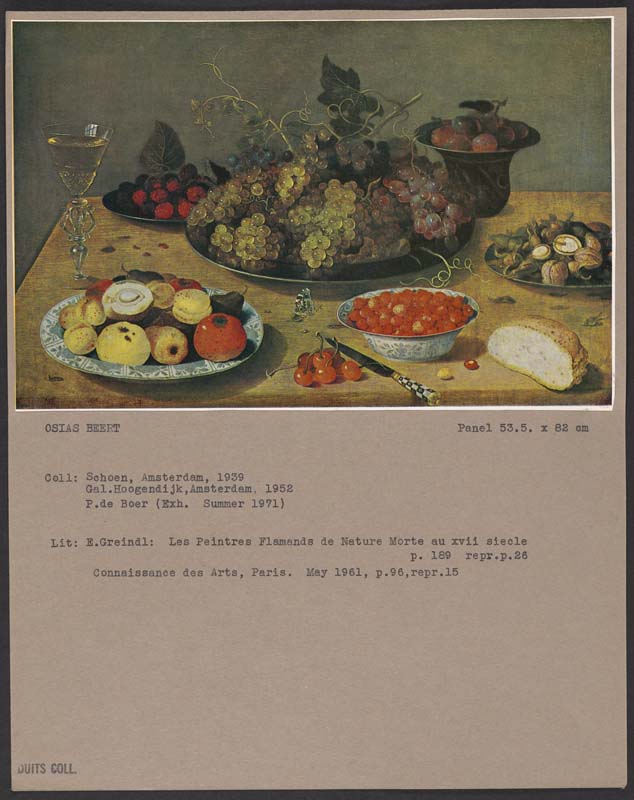 OSIAS BEERT
Panel 53.5. x 82 cm
Coll: Schoen, Amsterdam, 1939
Gal.Hoogendijk,Amsterdam, 1952
P.de Boer (Exh. Summer 1971)
Lit: E.Greindl: Les Peintres Flamands de Nature Morte au xvii siecle
p. 189 repr.p.26
Connaissance des Arts, Paris. May 1961, p.96,repr.15
DUITS COLL.